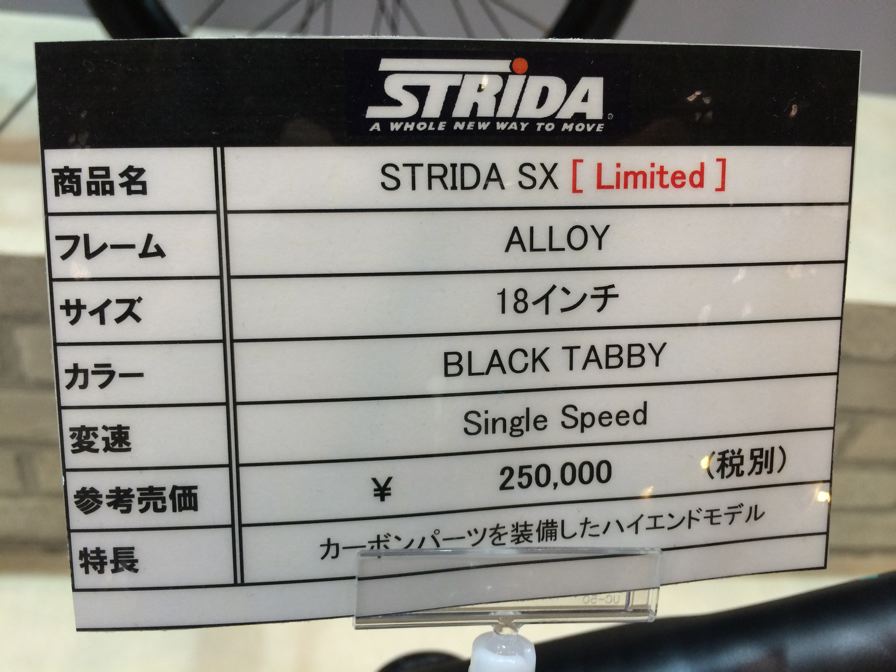 STRiDA
A WHOLE NEW WAY TO MOVE
商品名 STRIDA SX [ Limited ]
フレーム ALLOY
サイズ 18インチ
カラー BLACK TABBY
変速 Single Speed
参考売価 ¥ 250,000 (税別)
特長 カーボンパーツを装備したハイエンドモデル